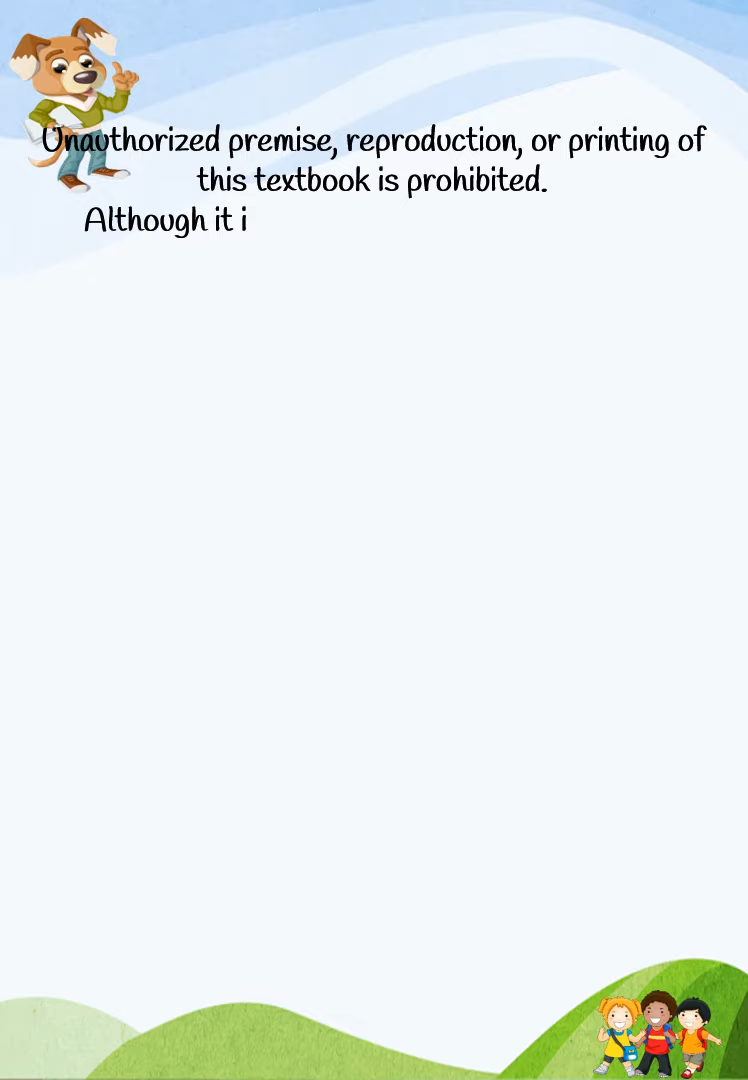 Unauthorized premise, reproduction, or printing of
this textbook is prohibited.
Although it i